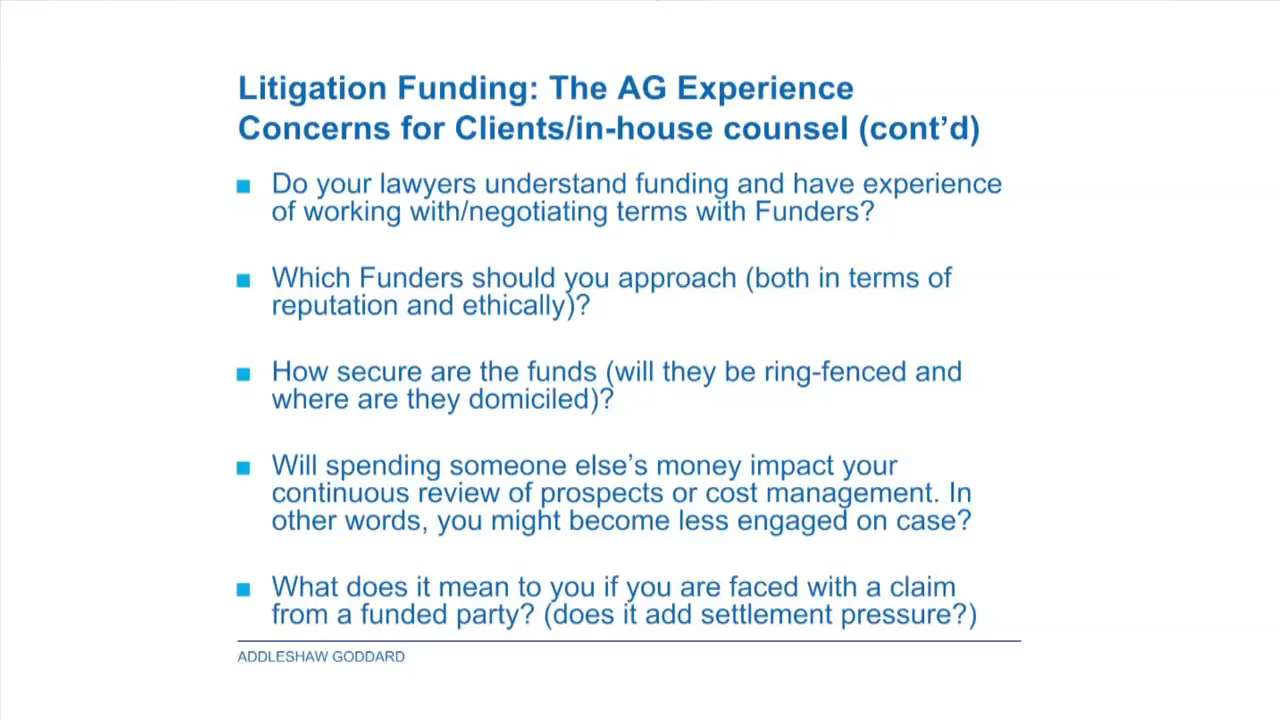 Litigation Funding: The AG Experience
Concerns for Clients/in-house counsel (cont’d)
Do your lawyers understand funding and have experience
of working with/negotiating terms with Funders?
Which Funders should you approach (both in terms of
reputation and ethically)?
How secure are the funds (will they be ring-fenced and
where are they domiciled)?
Will spending someone else’s money impact your
continuous review of prospects or cost management. In
other words, you might become less engaged on case?
What does it mean to you if you are faced with a claim
from a funded party? (does it add settlement pressure?)
ADDLESHAW GODDARD